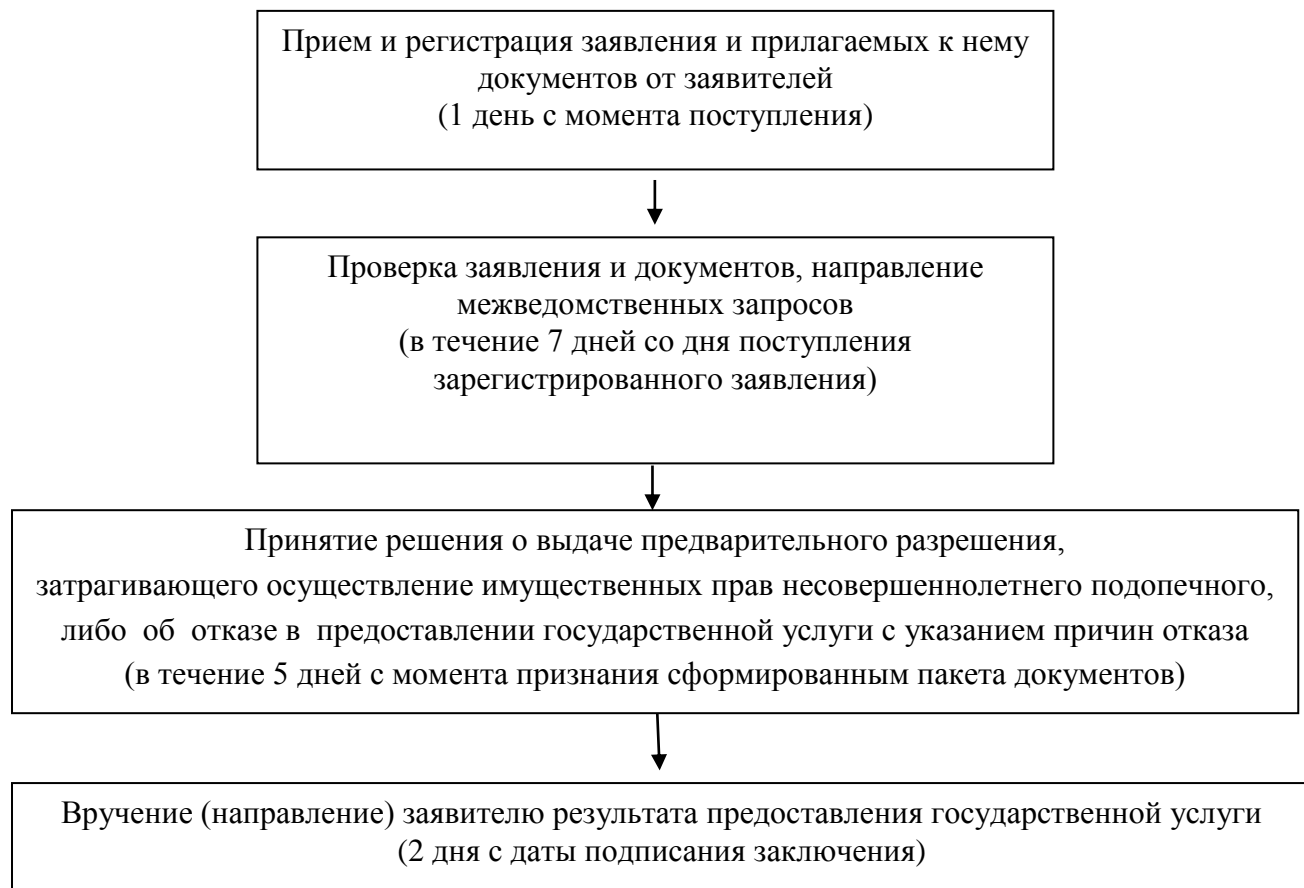 Прием и регистрация заявления и прилагаемых к нему
документов от заявителей
(1 день с момента поступления)
Проверка заявления и документов, направление
межведомственных запросов
(в течение 7 дней со дня поступления
зарегистрированного заявления)
Принятие решения о выдаче предварительного разрешения,
затрагивающего осуществление имущественных прав несовершеннолетнего подопечного,
либо об отказе в предоставлении государственной услуги с указанием причин отказа
(в течение 5 дней с момента признания сформированным пакета документов)
Вручение (направление) заявителю результата предоставления государственной услуги
(2 дня с даты подписания заключения)